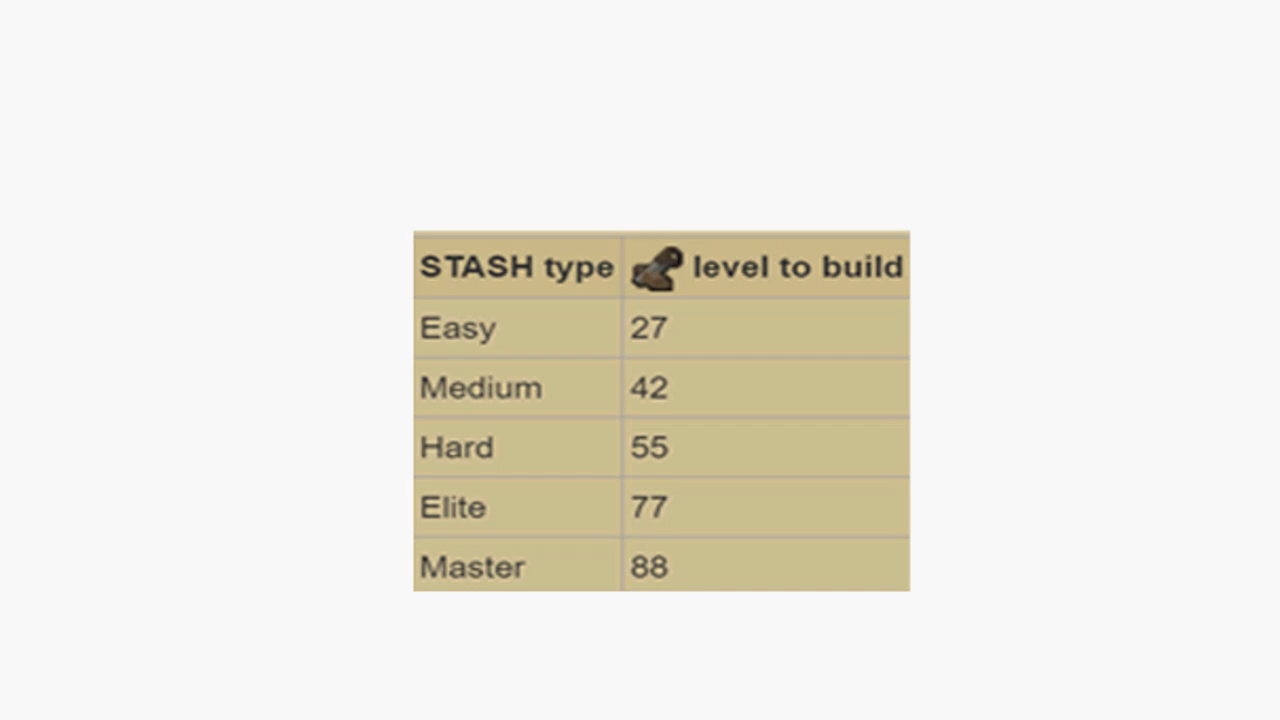 STASH type level to build
Easy 27
Medium 42
Hard 55
Elite 77
Master 88